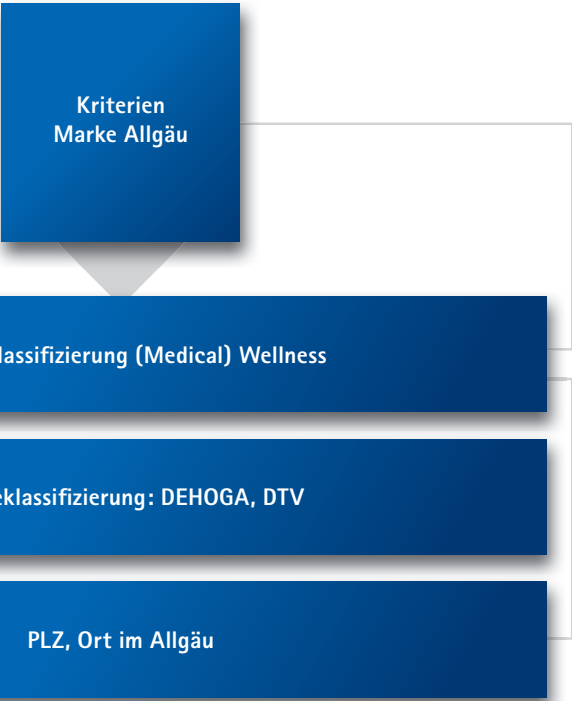 Kriterien
Marke Allgäu
lassifizierung (Medical) Wellness
eklassifizierung: DEHOGA, DTV
PLZ, Ort im Allgäu